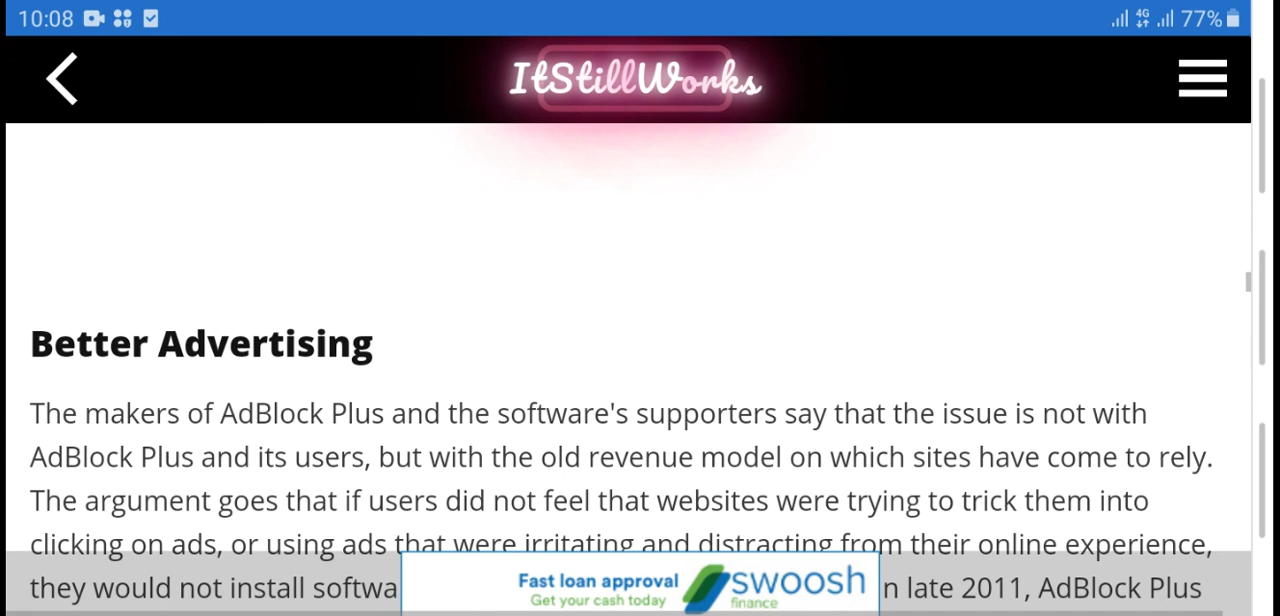 10:08
4G 77%
ItStillWorks
Better Advertising
The makers of AdBlock Plus and the software's supporters say that the issue is not with
AdBlock Plus and its users, but with the old revenue model on which sites have come to rely.
The argument goes that if users did not feel that websites were trying to trick them into
clicking on ads, or using ads that were irritating and distracting from their online experience,
they would not install softwa n late 2011, AdBlock Plus
Fast loan approval
Get your cash today
swoosh
finance